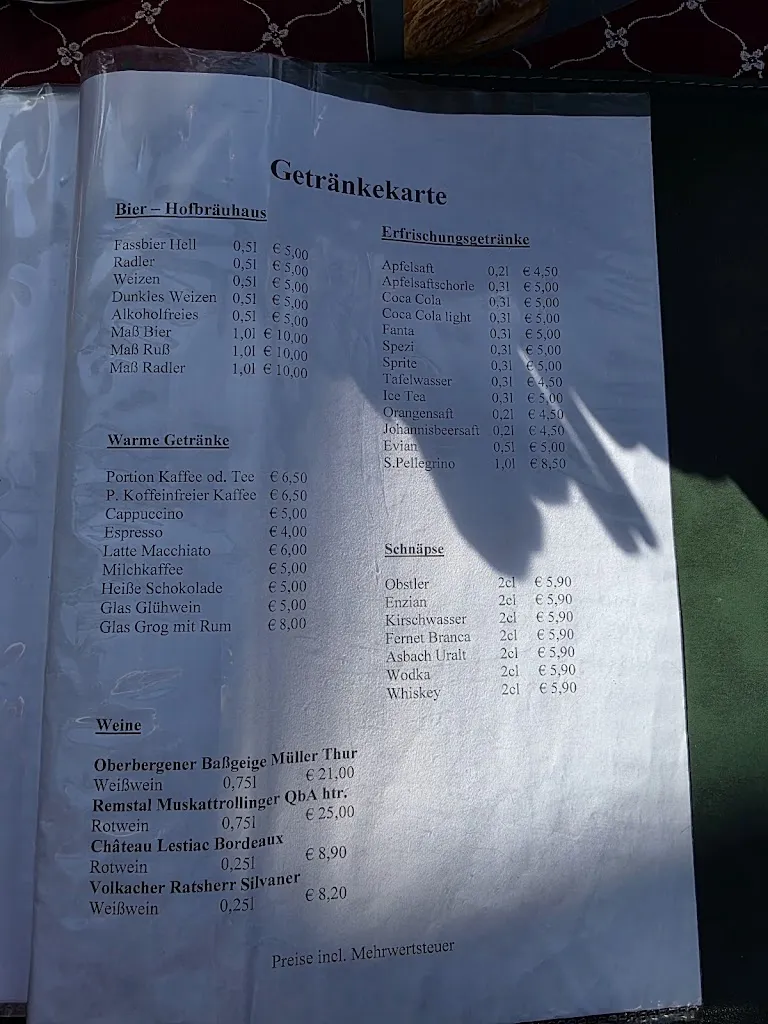 Getränkekarte
Bier – Hofbräuhaus
Fassbier Hell 0,5l € 5,00
Radler 0,5l € 5,00
Weizen 0,5l € 5,00
Dunkles Weizen 0,5l € 5,00
Alkoholfreies 0,5l € 5,00
Maß Bier 1,0l € 10,00
Maß Ruß 1,0l € 10,00
Maß Radler 1,0l € 10,00
Warme Getränke
Portion Kaffee od. Tee € 6,50
P. Koffeinfreier Kaffee € 6,50
Cappuccino € 5,00
Espresso € 4,00
Latte Macchiato € 6,00
Milchkaffee € 5,00
Heiße Schokolade € 5,00
Glas Glühwein € 5,00
Glas Grog mit Rum € 8,00
Weine
Oberbergener Baßgeige Müller Thur
Weißwein 0,75l € 21,00
Remstal Muskattrollinger QbA htr.
Rotwein 0,75l € 25,00
Château Lestiac Bordeaux
Rotwein 0,25l € 8,90
Volkacher Ratsherr Silvaner
Weißwein 0,25l € 8,20
Erfrischungsgetränke
Apfelsaft 0,2l € 4,50
Apfelsaftschorle 0,3l € 5,00
Coca Cola 0,3l € 5,00
Coca Cola light 0,3l € 5,00
Fanta 0,3l € 5,00
Spezi 0,3l € 5,00
Sprite 0,3l € 5,00
Tafelwasser 0,3l € 4,50
Ice Tea 0,3l € 5,00
Orangensaft 0,2l € 4,50
Johannisbeersaft 0,2l € 4,50
Evian 0,5l € 5,00
S.Pellegrino 1,0l € 8,50
Schnäpse
Obstler 2cl € 5,90
Enzian 2cl € 5,90
Kirschwasser 2cl € 5,90
Fernet Branca 2cl € 5,90
Asbach Uralt 2cl € 5,90
Wodka 2cl € 5,90
Whiskey 2cl € 5,90
Preise incl. Mehrwertsteuer